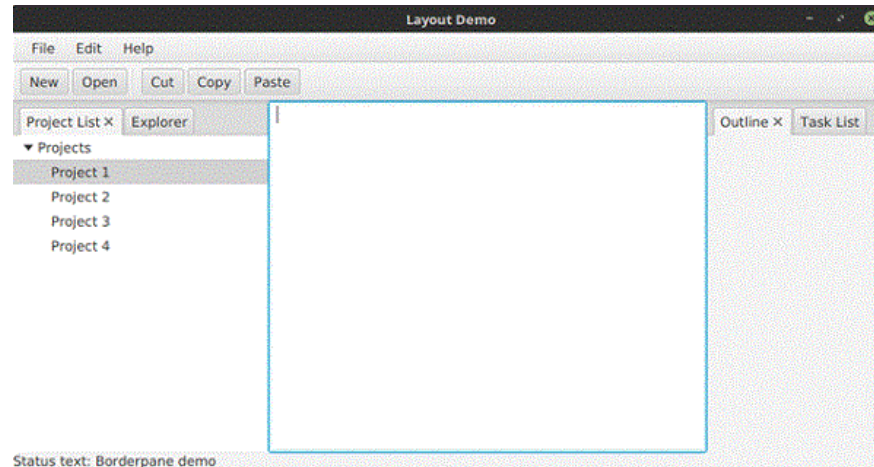 Layout Demo
File Edit Help
New Open Cut Copy Paste
Project List × Explorer Outline × Task List
Projects
Project 1
Project 2
Project 3
Project 4
Status text: Borderpane demo